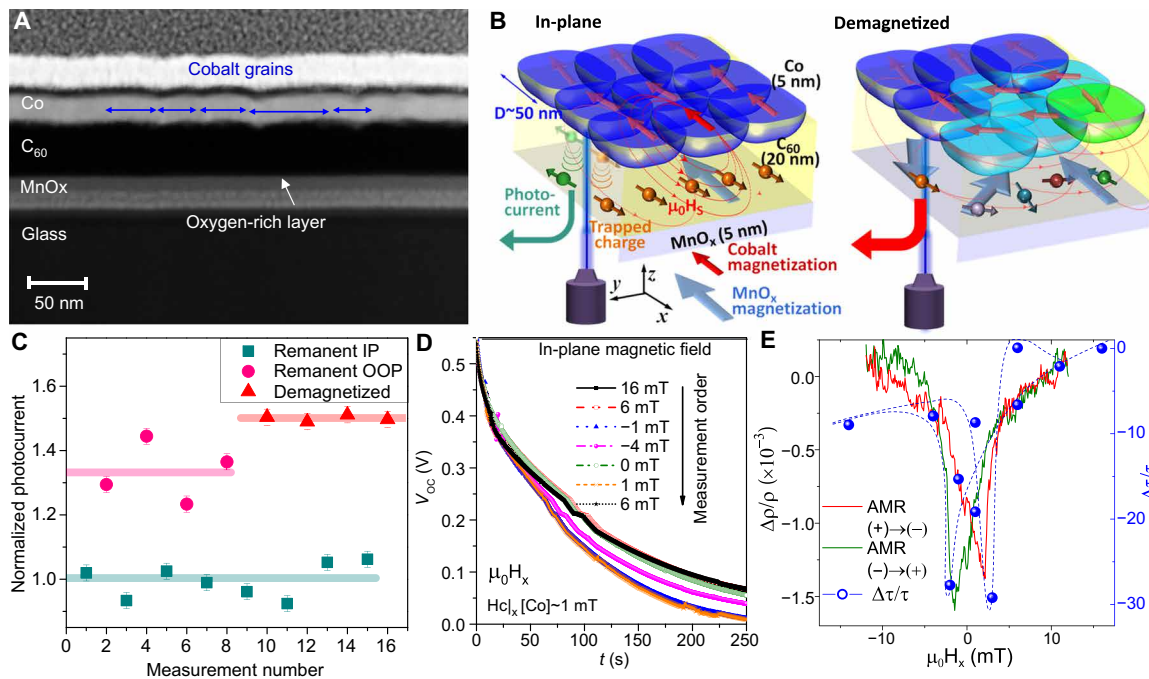 A
Cobalt grains
Co
C60
MnOx
Oxygen-rich layer
Glass
50 nm
B
In-plane
Demagnetized
Co
(5 nm)
D~50 nm
C60
(20 nm)
Photo-
current
μ0HS
Trapped
charge
MnOx (5 nm)
Cobalt
magnetization
MnOx
magnetization
z
y
x
C
Remanent IP
Remanent OOP
Demagnetized
1.6
1.4
1.2
1.0
0 2 4 6 8 10 12 14 16
Normalized photocurrent
Measurement number
D
In-plane magnetic field
16 mT
6 mT
−1 mT
−4 mT
0 mT
1 mT
6 mT
Measurement order
μ0Hx
Hc|x [Co]~1 mT
0.5
0.4
0.3
0.2
0.1
0.0
0 50 100 150 200 250
VOC (V)
t (s)
E
0.0
−0.5
−1.0
−1.5
Δρ/ρ (×10−3)
AMR
(+)→(−)
AMR
(−)→(+)
Δτ/τ
−10 0 10
μ0Hx (mT)
0
−10
−20
−30
Δτ/τ